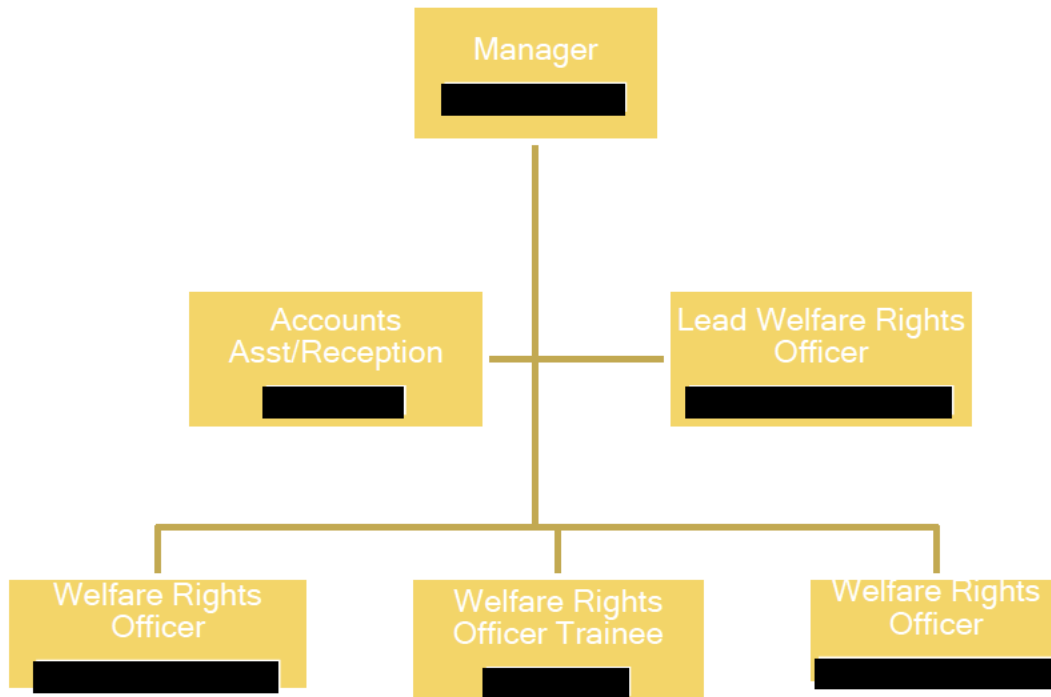 Manager
Accounts
Asst/Reception
Lead Welfare Rights
Officer
Welfare Rights
Officer
Welfare Rights
Officer Trainee
Welfare Rights
Officer